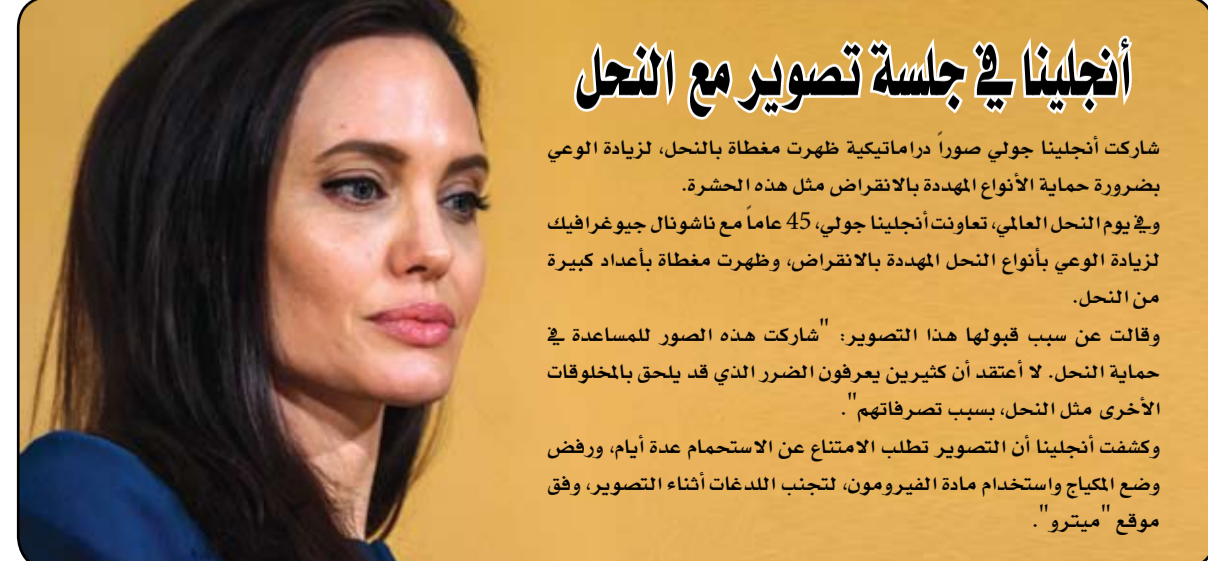 أنجلينا في جلسة تصوير مع النحل
شاركت أنجلينا جولي صوراً دراماتيكية ظهرت مغطاة بالنحل، لزيادة الوعي
بضرورة حماية الأنواع المهددة بالانقراض مثل هذه الحشرة.
وفي يوم النحل العالمي، تعاونت أنجلينا جولي، 45 عاماً مع ناشونال جيوغرافيك
لزيادة الوعي بأنواع النحل المهددة بالانقراض، وظهرت مغطاة بأعداد كبيرة
من النحل.
وقالت عن سبب قبولها هذا التصوير: "شاركت هذه الصور للمساعدة في
حماية النحل. لا أعتقد أن كثيرين يعرفون الضرر الذي قد يلحق بالمخلوقات
الأخرى مثل النحل، بسبب تصرفاتهم".
وكشفت أنجلينا أن التصوير تطلب الامتناع عن الاستحمام عدة أيام، ورفض
وضع المكياج واستخدام مادة الفيرومون، لتجنب اللدغات أثناء التصوير، وفق
موقع "ميترو".